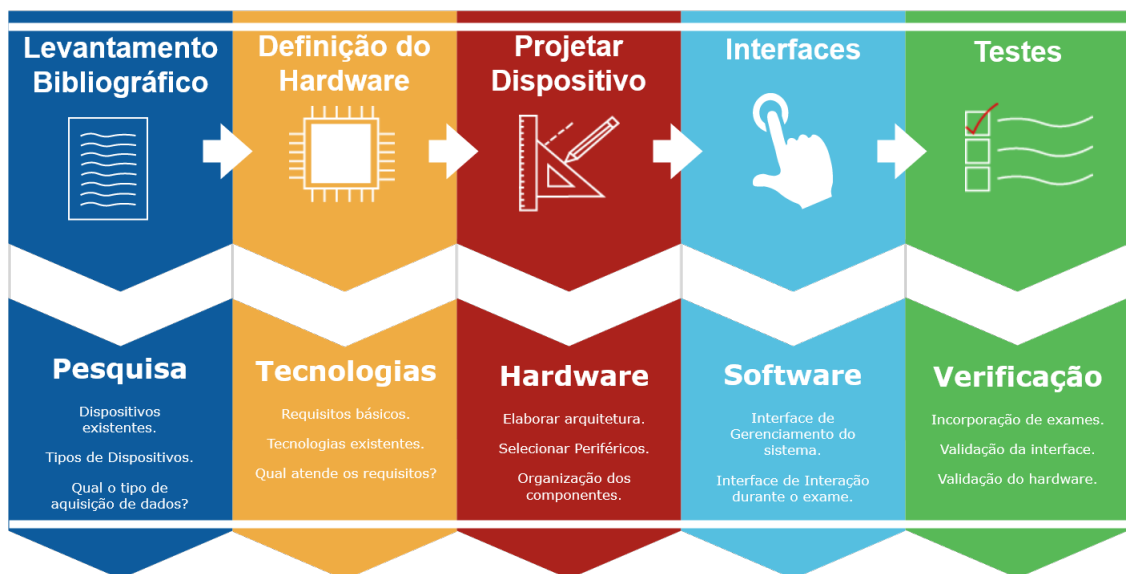 Levantamento
Bibliográfico
Definição do
Hardware
Projetar
Dispositivo
Interfaces
Testes
Pesquisa
Dispositivos
existentes.
Tipos de Dispositivos.
Qual o tipo de
aquisição de dados?
Tecnologias
Requisitos básicos.
Tecnologias existentes.
Qual atende os requisitos?
Hardware
Elaborar arquitetura.
Selecionar Periféricos.
Organização dos
componentes.
Software
Interface de
Gerenciamento do
sistema.
Interface de Interação
durante o exame.
Verificação
Incorporação de exames.
Validação da interface.
Validação do hardware.